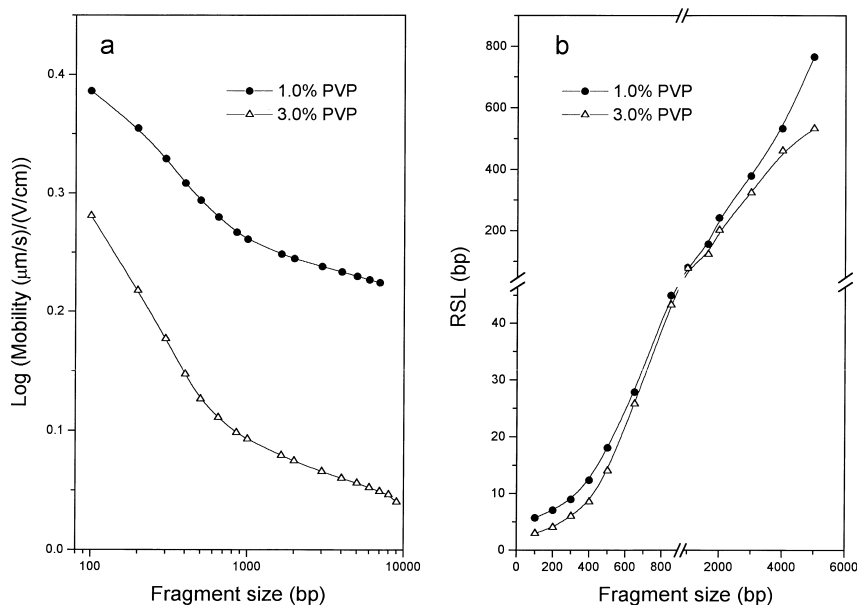 a
1.0% PVP
3.0% PVP
0.4
0.3
0.2
0.1
0.0
100
1000
10000
Log (Mobility (μm/s)/(V/cm))
Fragment size (bp)
b
1.0% PVP
3.0% PVP
800
600
400
200
40
30
20
10
0
0
200
400
600
800
2000
4000
6000
RSL (bp)
Fragment size (bp)